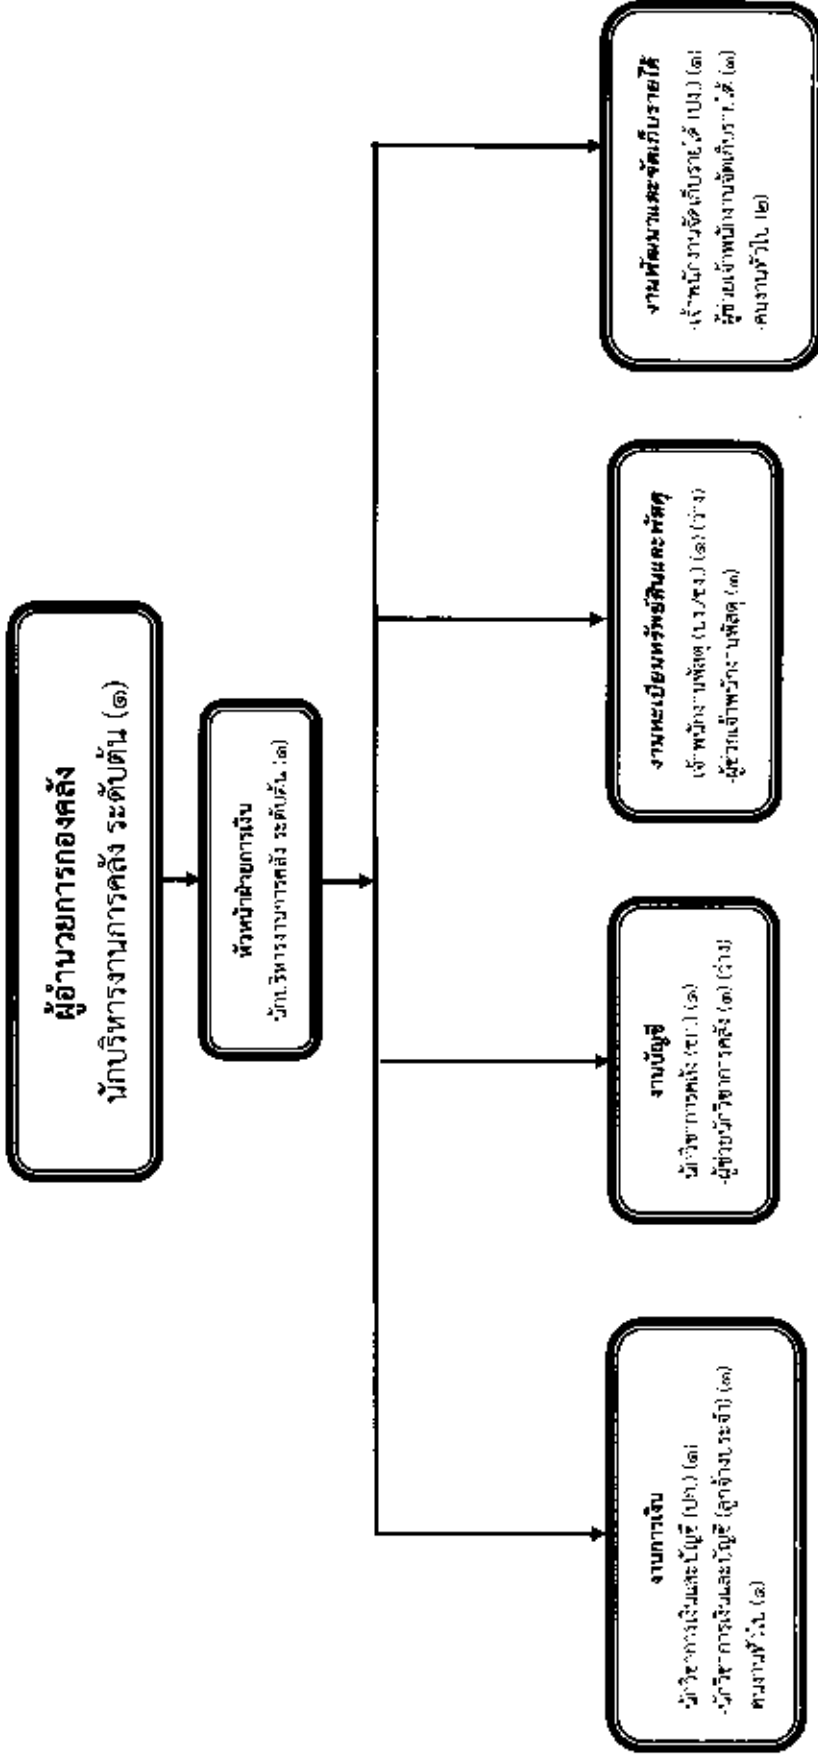 ผู้อำนวยการกองคลัง
นักบริหารงานการคลัง ระดับต้น (๑)
หัวหน้าฝ่ายการเงิน
นักบริหารงานการคลัง ระดับต้น (๑)
งานการเงิน
นักวิชาการเงินและบัญชี (ปก.) (๑)
-นักวิชาการเงินและบัญชี (ลูกจ้างประจำ) (๑)
คนงานทั่วไป (๑)
งานบัญชี
นักวิชาการคลัง (ชก.) (๑)
-ผู้ช่วยนักวิชาการคลัง (๑) (ว่าง)
งานทะเบียนทรัพย์สินและพัสดุ
เจ้าพนักงานพัสดุ (ปง/ชง.) (๑) (ว่าง)
-ผู้ช่วยเจ้าพนักงานพัสดุ (๑)
งานพัฒนาและจัดเก็บรายได้
-เจ้าพนักงานจัดเก็บรายได้ (ปง.) (๑)
ผู้ช่วยเจ้าพนักงานจัดเก็บรายได้ (๑)
-คนงานทั่วไป (๒)